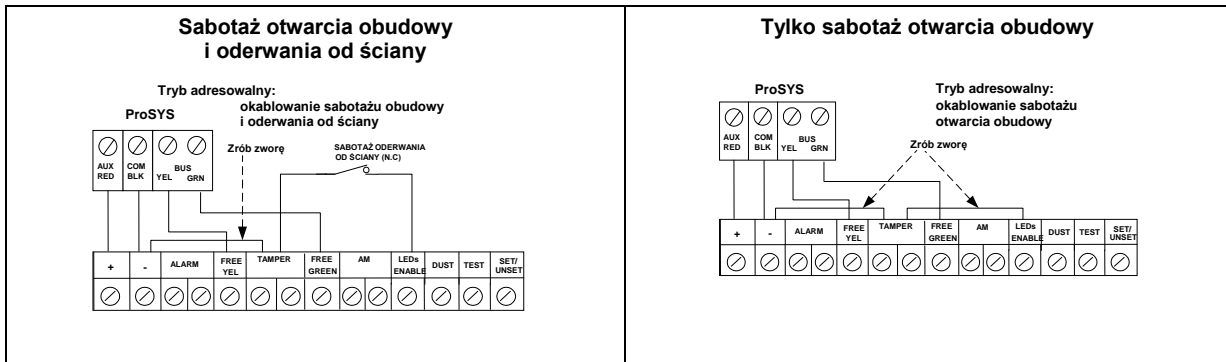 Sabotaż otwarcia obudowy
i oderwania od ściany
Tryb adresowalny:
okablowanie sabotażu obudowy
i oderwania od ściany
ProSYS
Zrób zworę
SABOTAŻ ODERWANIA
OD ŚCIANY (N.C)
AUX COM BUS
RED BLK YEL GRN
+ - ALARM FREE YEL TAMPER FREE GREEN AM LEDs ENABLE DUST TEST SET/ UNSET
Tylko sabotaż otwarcia obudowy
Tryb adresowalny:
okablowanie sabotażu
otwarcia obudowy
ProSYS
Zrób zworę
AUX COM BUS
RED BLK YEL GRN
+ - ALARM FREE YEL TAMPER FREE GREEN AM LEDs ENABLE DUST TEST SET/ UNSET